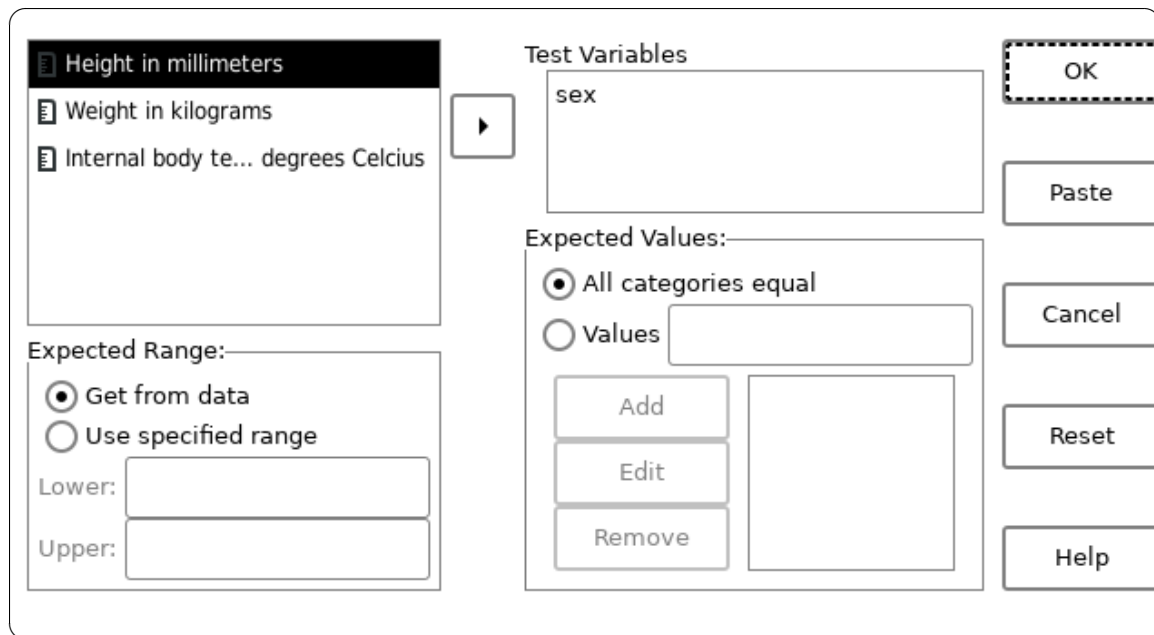 Height in millimeters
Weight in kilograms
Internal body te... degrees Celcius
Expected Range:
Get from data
Use specified range
Lower:
Upper:
Test Variables
sex
Expected Values:
All categories equal
Values
Add
Edit
Remove
OK
Paste
Cancel
Reset
Help